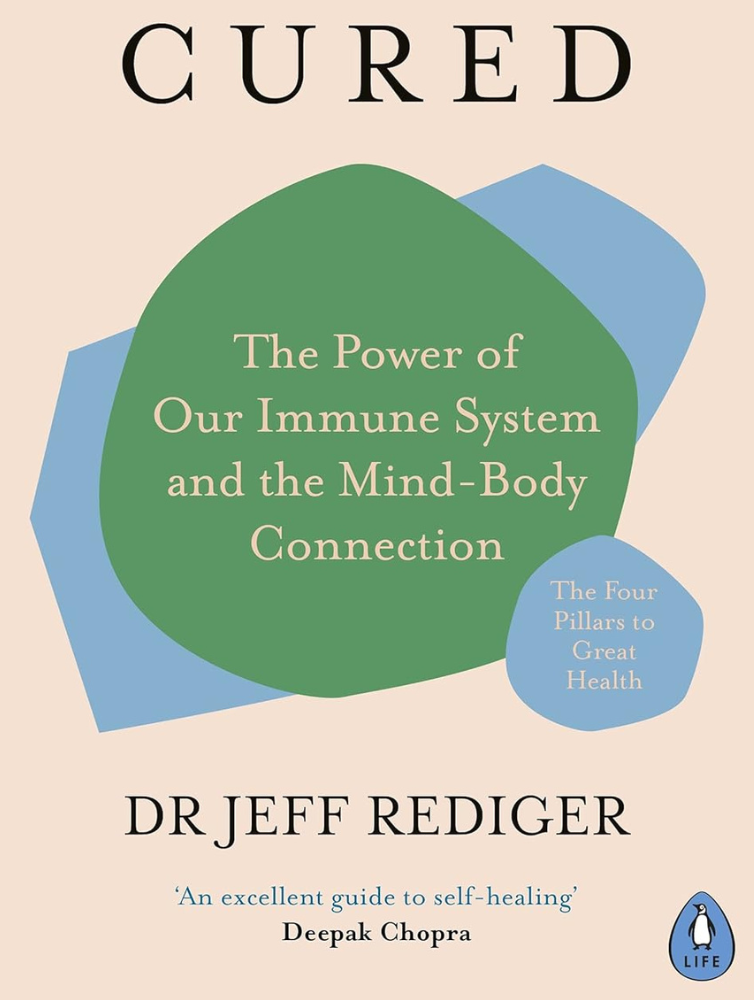 CURED
The Power of
Our Immune System
and the Mind-Body
Connection
The Four
Pillars to
Great
Health
DR JEFF REDIGER
‘An excellent guide to self-healing’
Deepak Chopra
LIFE